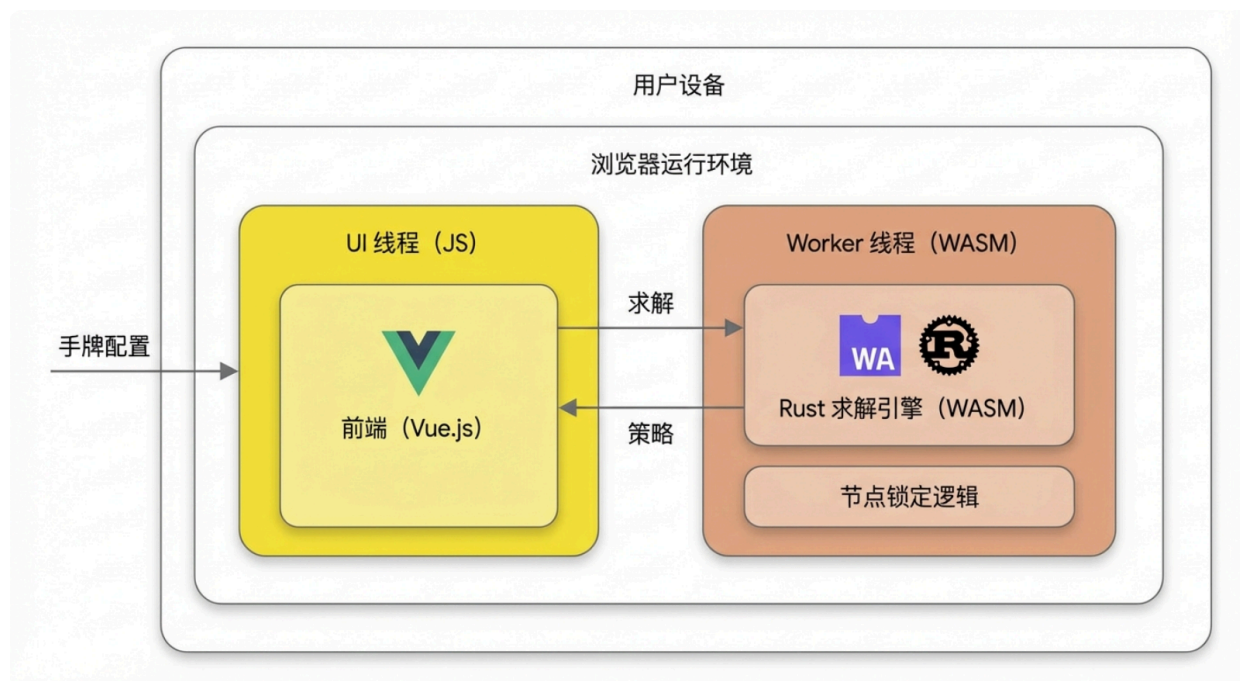 用户设备
浏览器运行环境
UI 线程（JS）
Worker 线程（WASM）
手牌配置
求解
WA
R
前端（Vue.js）
Rust 求解引擎（WASM）
策略
节点锁定逻辑